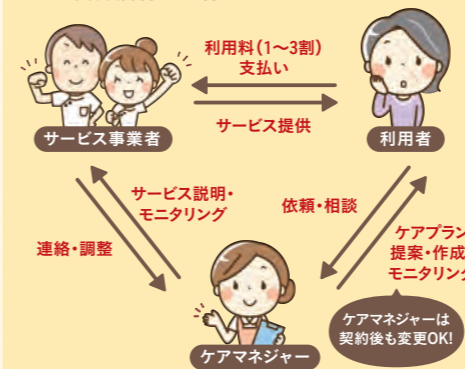 利用料(1〜3割)
支払い
サービス提供
サービス事業者
利用者
サービス説明・
モニタリング
依頼・相談
連絡・調整
ケアプラン
提案・作成
モニタリング
ケアマネジャーは
契約後も変更OK!
ケアマネジャー